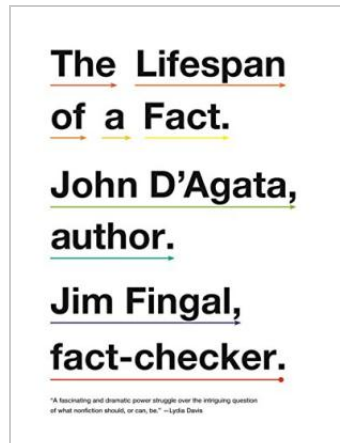 The Lifespan
of a Fact.
John D'Agata,
author.
Jim Fingal,
fact-checker.
"A fascinating and dramatic power struggle over the intriguing question
of what nonfiction should, or can, be." —Lydia Davis